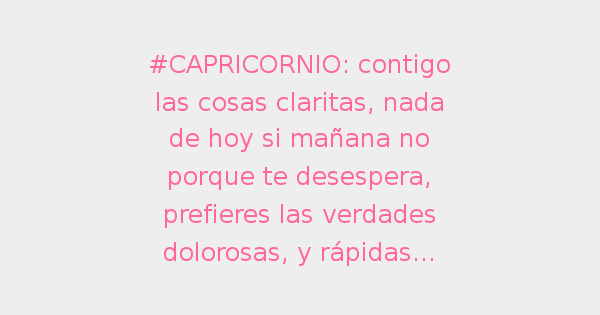 #CAPRICORNIO: contigo
las cosas claritas, nada
de hoy si mañana no
porque te desespera,
prefieres las verdades
dolorosas, y rápidas...